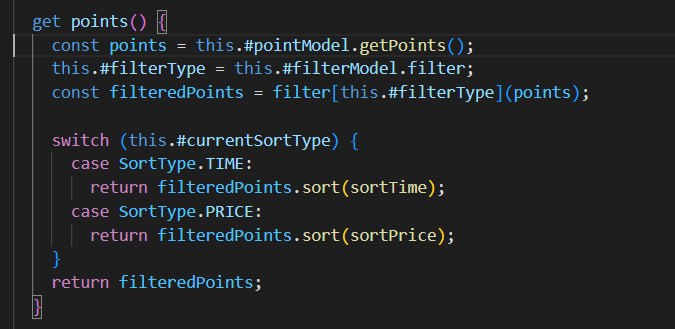 get points() {
const points = this.#pointModel.getPoints();
this.#filterType = this.#filterModel.filter;
const filteredPoints = filter[this.#filterType](points);
switch (this.#currentSortType) {
case SortType.TIME:
return filteredPoints.sort(sortTime);
case SortType.PRICE:
return filteredPoints.sort(sortPrice);
}
return filteredPoints;
}